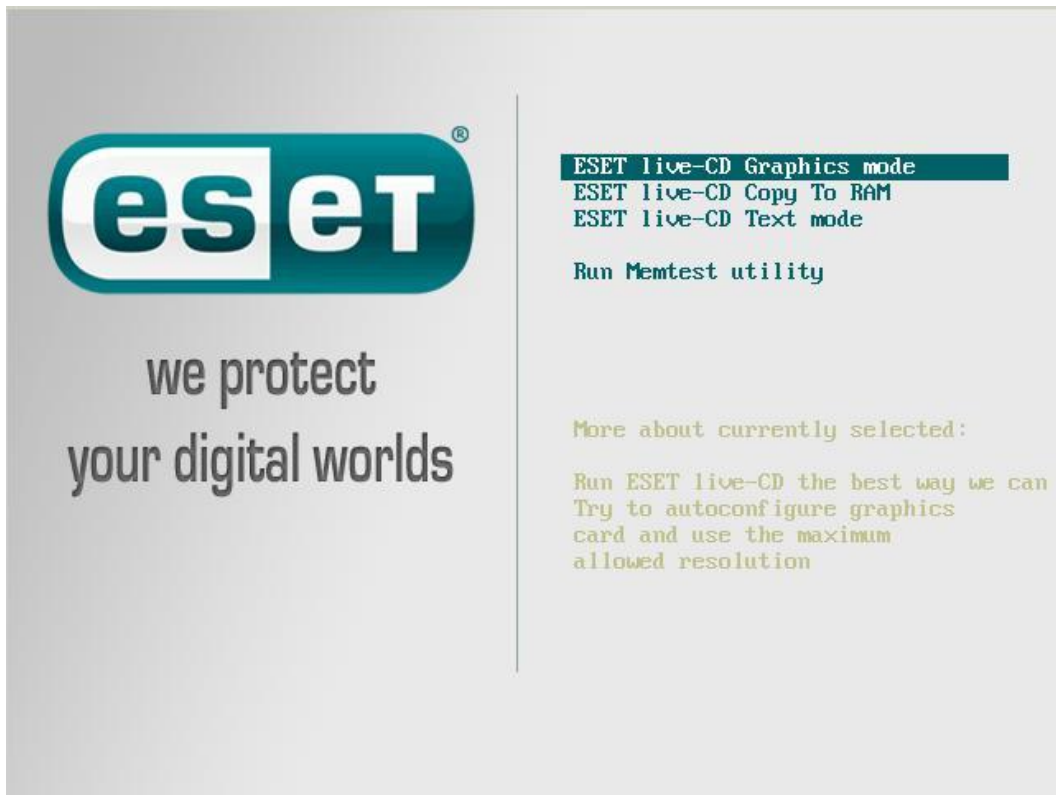 eset ®
we protect
your digital worlds
ESET live-CD Graphics mode
ESET live-CD Copy To RAM
ESET live-CD Text mode
Run Memtest utility
More about currently selected:
Run ESET live-CD the best way we can
Try to autoconfigure graphics
card and use the maximum
allowed resolution